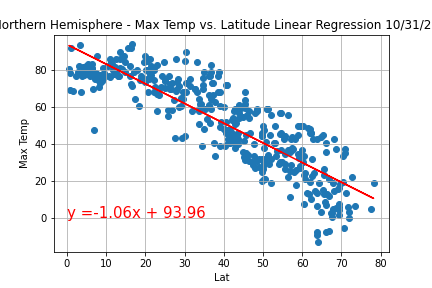 Northern Hemisphere - Max Temp vs. Latitude Linear Regression 10/31/2
80
60
40
20
0
Max Temp
y =-1.06x + 93.96
0 10 20 30 40 50 60 70 80
Lat